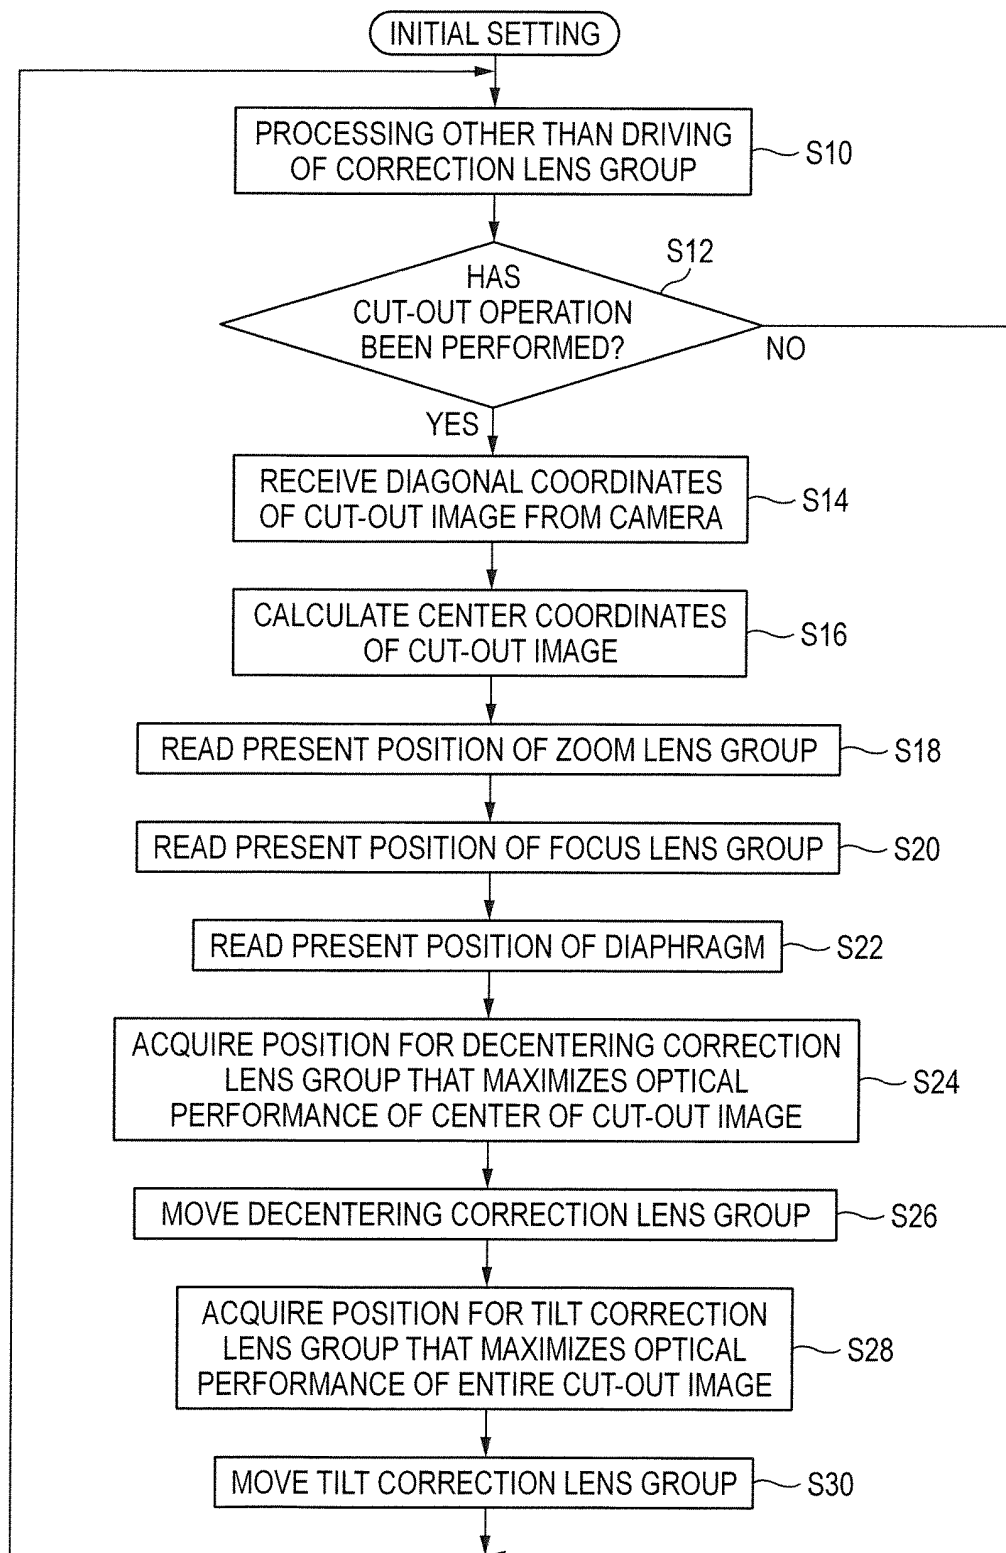 INITIAL SETTING
PROCESSING OTHER THAN DRIVING
OF CORRECTION LENS GROUP
S10
S12
HAS
CUT-OUT OPERATION
BEEN PERFORMED?
NO
YES
RECEIVE DIAGONAL COORDINATES
OF CUT-OUT IMAGE FROM CAMERA
S14
CALCULATE CENTER COORDINATES
OF CUT-OUT IMAGE
S16
READ PRESENT POSITION OF ZOOM LENS GROUP
S18
READ PRESENT POSITION OF FOCUS LENS GROUP
S20
READ PRESENT POSITION OF DIAPHRAGM
S22
ACQUIRE POSITION FOR DECENTERING CORRECTION
LENS GROUP THAT MAXIMIZES OPTICAL
PERFORMANCE OF CENTER OF CUT-OUT IMAGE
S24
MOVE DECENTERING CORRECTION LENS GROUP
S26
ACQUIRE POSITION FOR TILT CORRECTION
LENS GROUP THAT MAXIMIZES OPTICAL
PERFORMANCE OF ENTIRE CUT-OUT IMAGE
S28
MOVE TILT CORRECTION LENS GROUP
S30